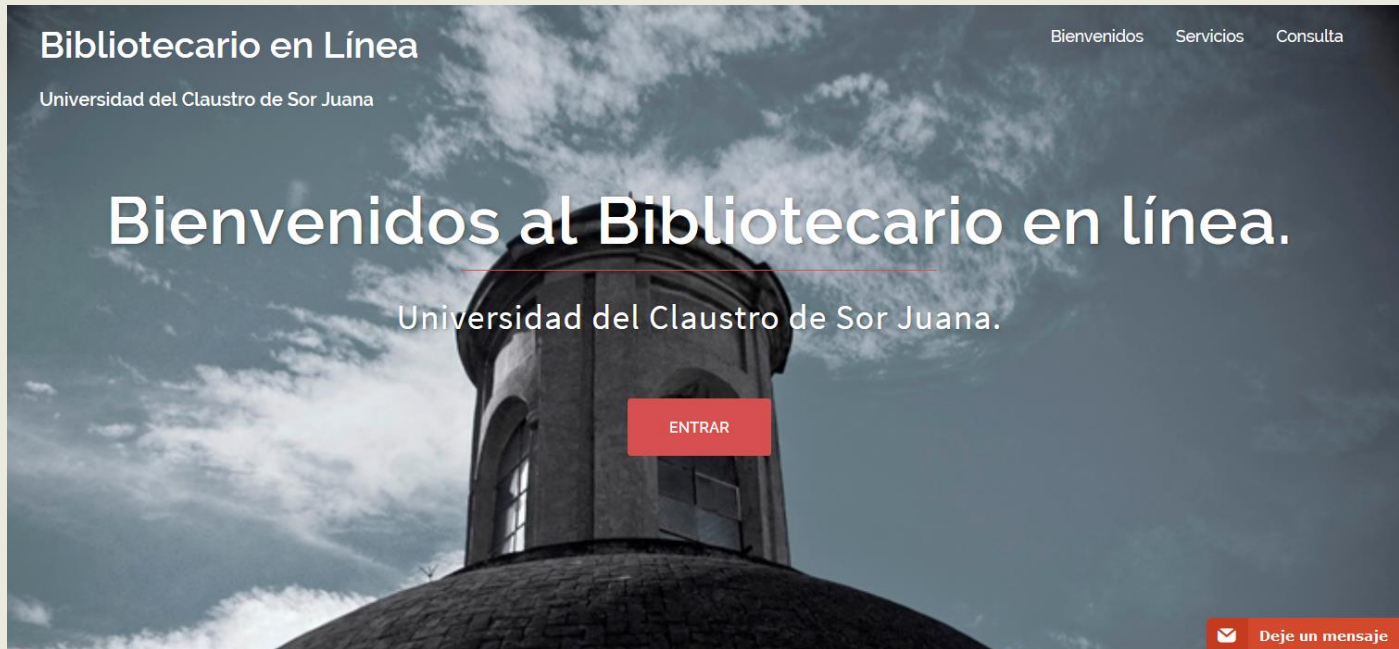 Bibliotecario en Línea
Bienvenidos Servicios Consulta
Universidad del Claustro de Sor Juana
Bienvenidos al Bibliotecario en línea.
Universidad del Claustro de Sor Juana.
ENTRAR
Deje un mensaje